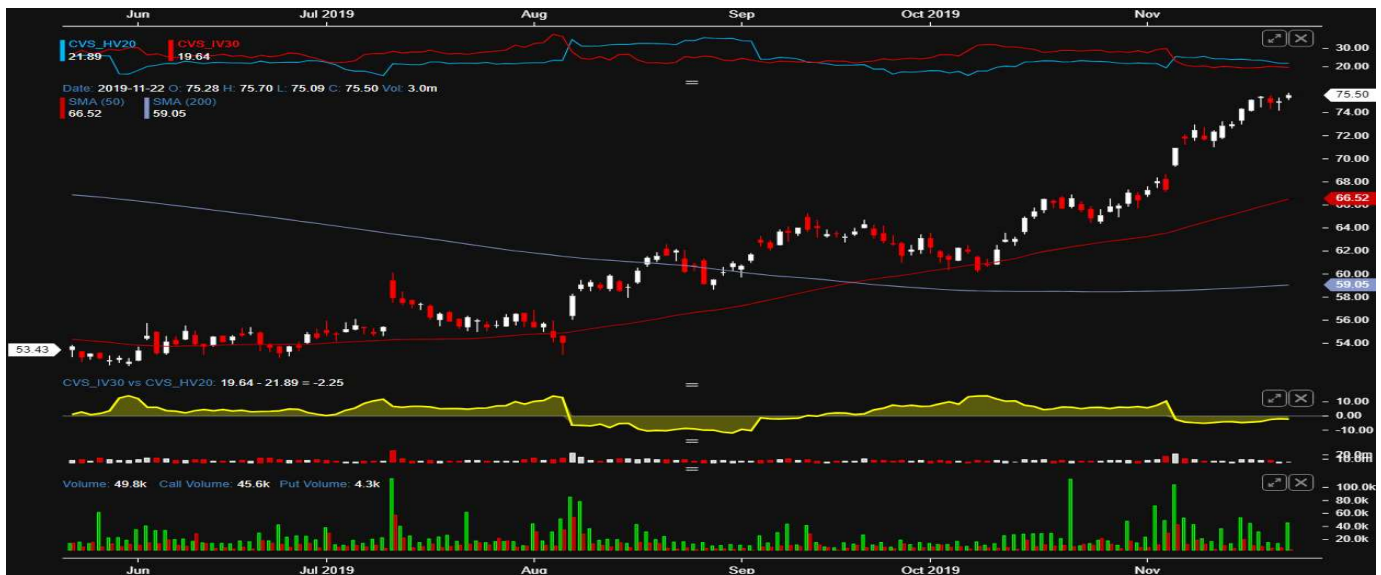 Jun Jul 2019 Aug Sep Oct 2019 Nov
CVS_HV20 CVS_IV30
21.89 19.64
30.00
20.00
Date: 2019-11-22 O: 75.28 H: 75.70 L: 75.09 C: 75.50 Vol: 3.0m
SMA (50) SMA (200)
66.52 59.05
75.50
74.00
72.00
70.00
68.00
66.52
64.00
62.00
60.00
59.05
58.00
56.00
54.00
53.43
CVS_IV30 vs CVS_HV20: 19.64 - 21.89 = -2.25
10.00
0.00
-10.00
Volume: 49.8k Call Volume: 45.6k Put Volume: 4.3k
100.0k
80.0k
60.0k
40.0k
20.0k
Jun Jul 2019 Aug Sep Oct 2019 Nov